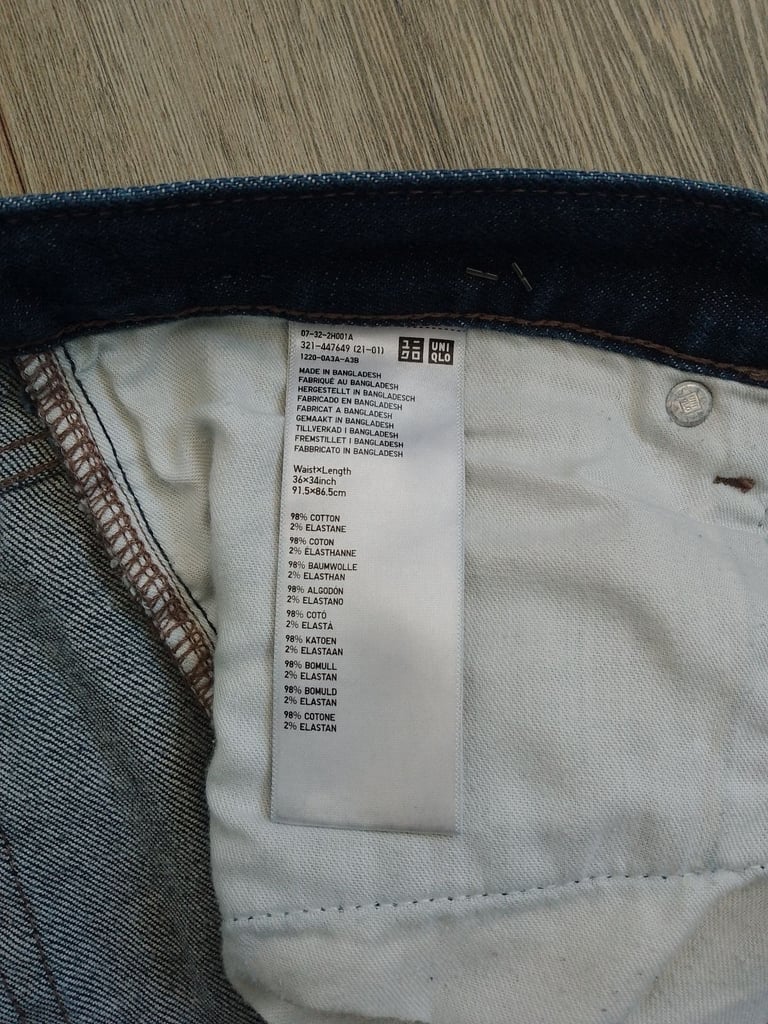 07-32-2H001A
321-447649 (21-01)
1220-0A3A-A3B
ユニ
クロ
UNI
QLO
MADE IN BANGLADESH
FABRIQUÉ AU BANGLADESH
HERGESTELLT IN BANGLADESCH
FABRICADO EN BANGLADESH
FABRICAT A BANGLADESH
GEMAAKT IN BANGLADESH
TILLVERKAD I BANGLADESH
FREMSTILLET I BANGLADESH
FABBRICATO IN BANGLADESH
Waist×Length
36×34inch
91.5×86.5cm
98% COTTON
2% ELASTANE
98% COTON
2% ÉLASTHANNE
98% BAUMWOLLE
2% ELASTHAN
98% ALGODÓN
2% ELASTANO
98% COTÓ
2% ELASTÀ
98% KATOEN
2% ELASTAAN
98% BOMULL
2% ELASTAN
98% BOMULD
2% ELASTAN
98% COTONE
2% ELASTAN